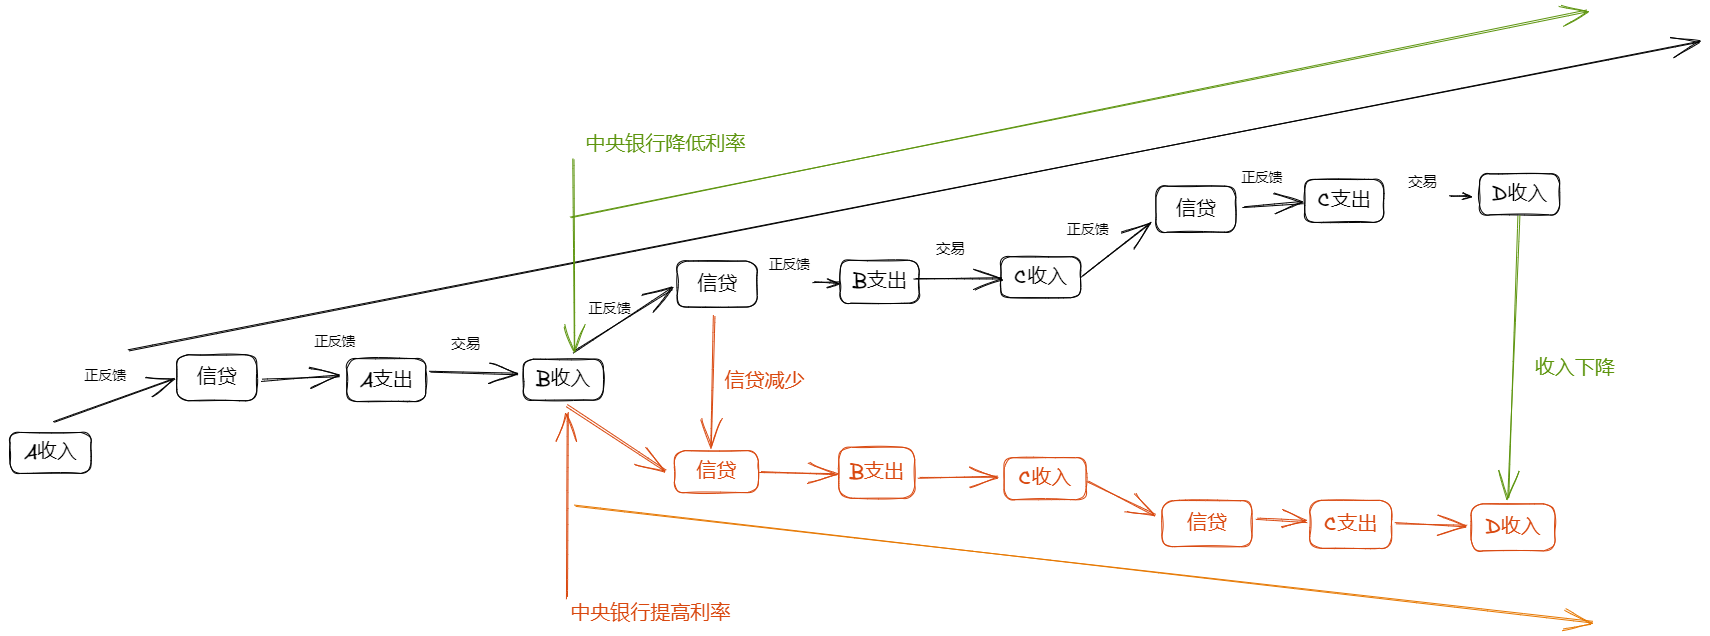 中央银行降低利率
正反馈
信贷
正反馈
C支出
交易
D收入
正反馈
交易
C收入
正反馈
信贷
B支出
正反馈
正反馈
信贷
正反馈
A支出
交易
B收入
A收入
信贷减少
收入下降
信贷
B支出
C收入
信贷
C支出
D收入
中央银行提高利率